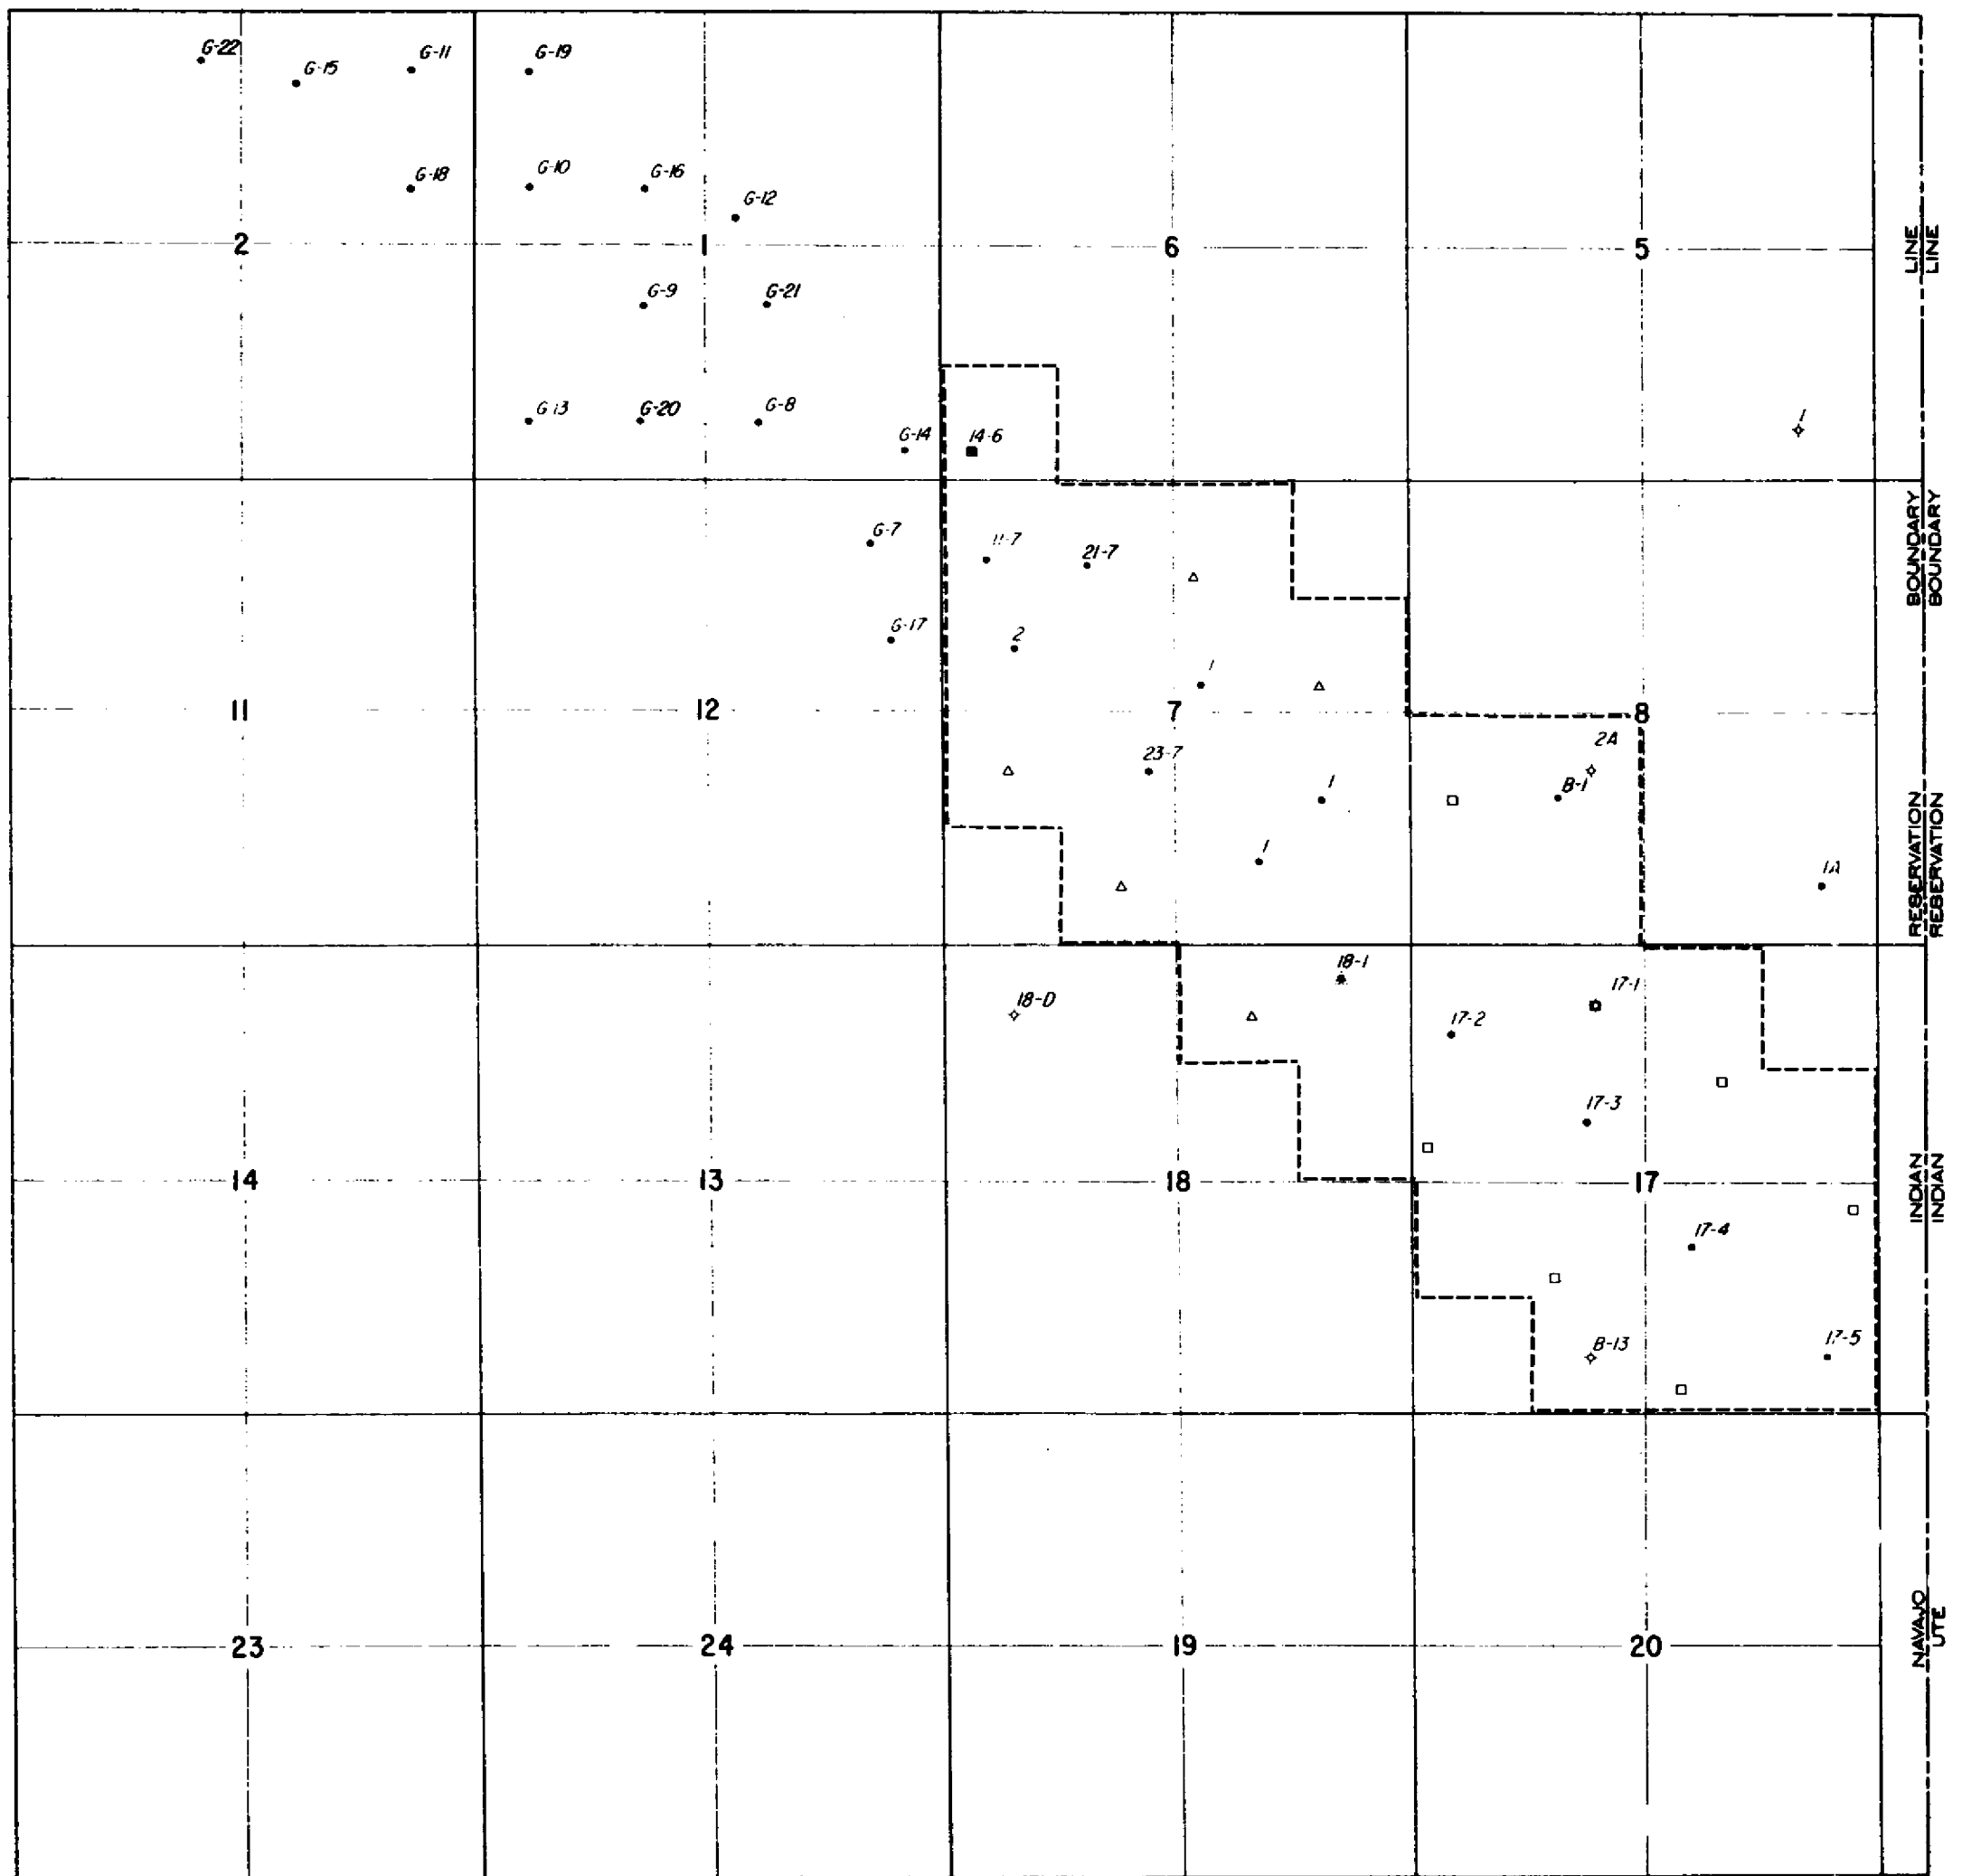 G-22
G-15
G-11
G-19
G-18
G-10
G-16
G-12
2
1
6
5
G-9
G-21
G-13
G-20
G-8
G-14
14-6
1
G-7
11-7
21-7
G-17
2
1
11
12
7
8
23-7
2A
B-1
1
1
1A
18-D
18-1
17-1
17-2
17-3
14
13
18
17
17-4
B-13
17-5
23
24
19
20
NAVAJO INDIAN RESERVATION BOUNDARY LINE
UTE INDIAN RESERVATION BOUNDARY LINE